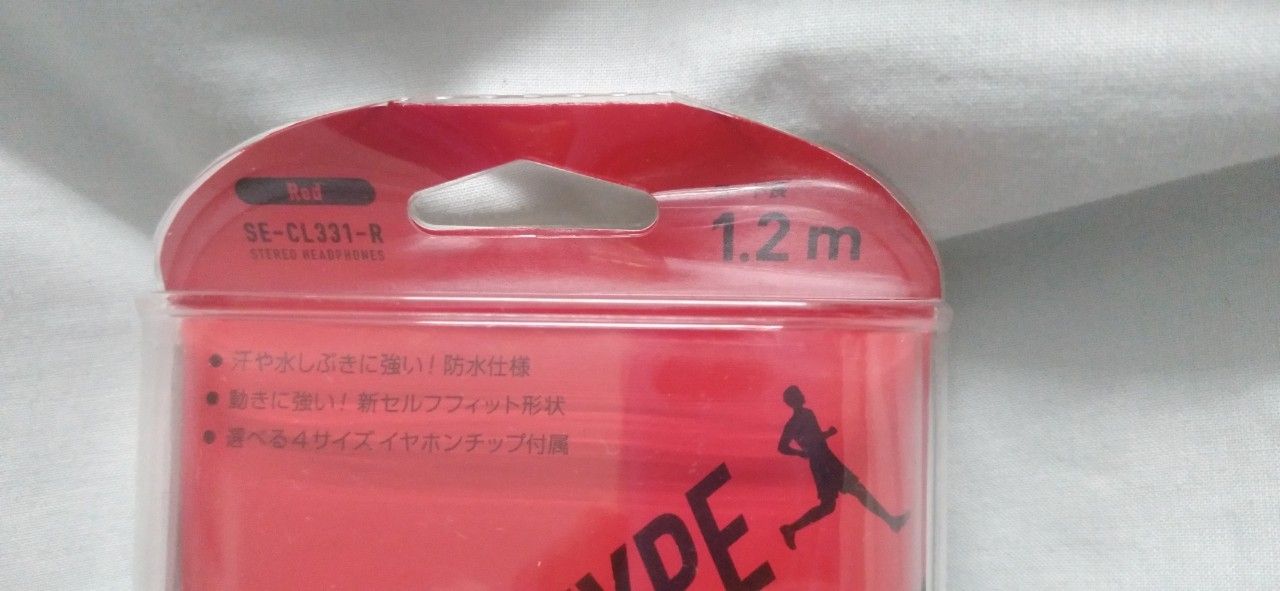 Red
SE-CL331-R
STEREO HEADPHONES
1.2 m
● 汗や水しぶきに強い! 防水仕様
● 動きに強い! 新セルフフィット形状
● 選べる4サイズ イヤホンチップ付属
YPE